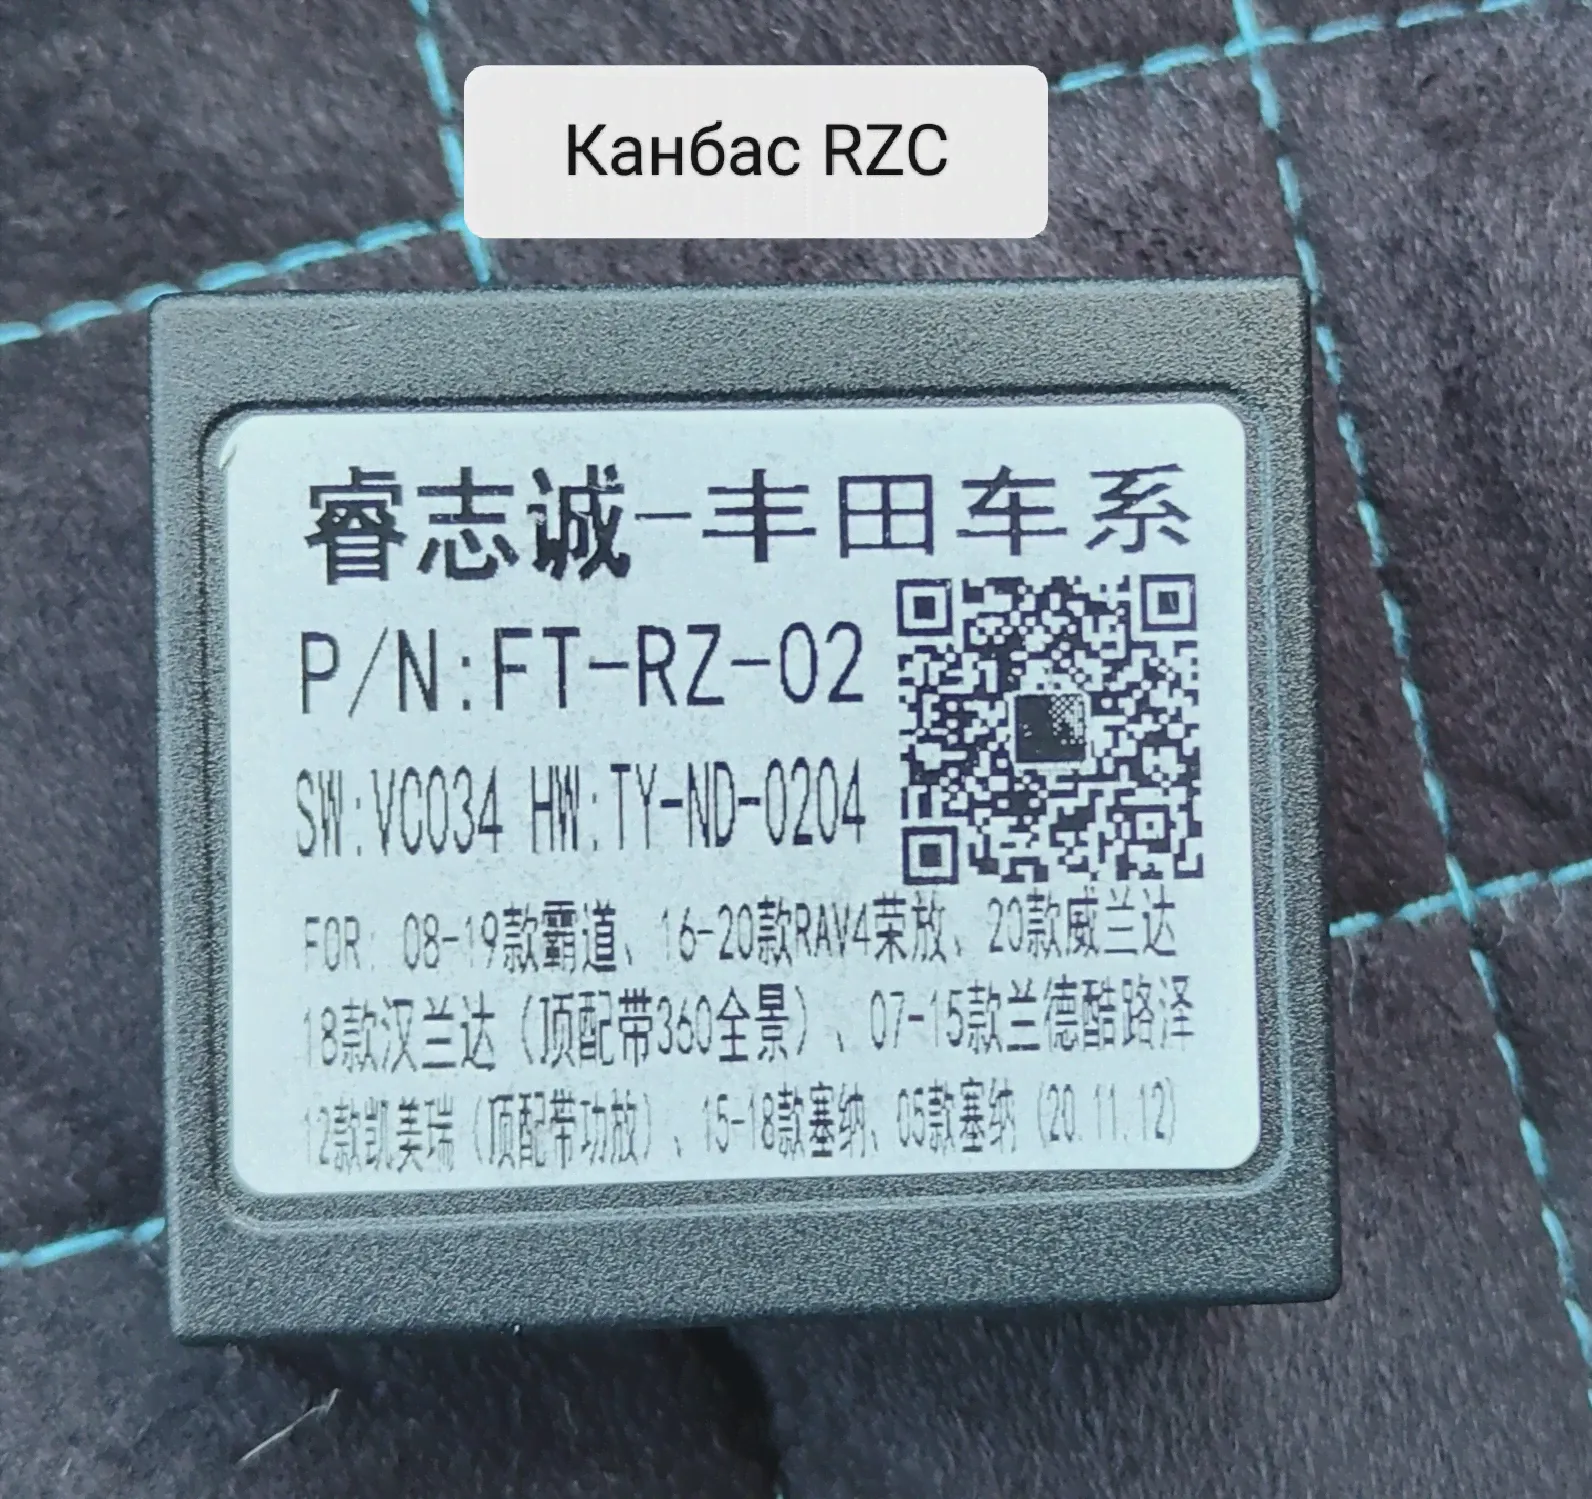 Канбас RZC
睿志诚-丰田车系
P/N:FT-RZ-02
SW:VC034 HW:TY-ND-0204
FOR: 08-19款霸道、16-20款RAV4荣放、20款威兰达
18款汉兰达（顶配带360全景）、07-15款兰德酷路泽
12款凯美瑞（顶配带功放）、15-18款塞纳、05款塞纳（20.11.12）